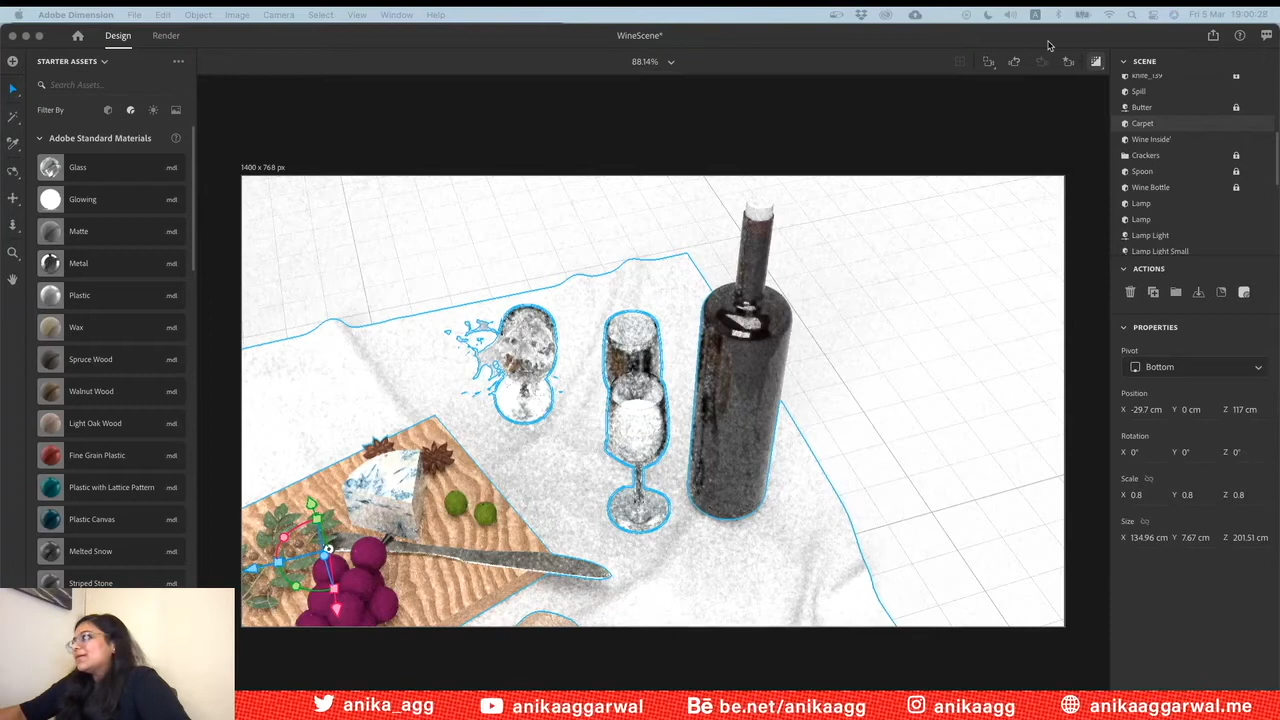 Adobe Dimension File Edit Object Image Camera Select View Window Help
Fri 5 Mar 19:00:28
Design Render WineScene*
STARTER ASSETS
88.14%
Search Assets...
Filter By
Adobe Standard Materials
Glass .mdl
Glowing .mdl
Matte .mdl
Metal .mdl
Plastic .mdl
Wax .mdl
Spruce Wood .mdl
Walnut Wood .mdl
Light Oak Wood .mdl
Fine Grain Plastic .mdl
Plastic with Lattice Pattern .mdl
Plastic Canvas .mdl
Melted Snow .mdl
Striped Stone .mdl
1400 x 768 px
SCENE
knife_139
Spill
Butter
Carpet
Wine Inside'
Crackers
Spoon
Wine Bottle
Lamp
Lamp
Lamp Light
Lamp Light Small
ACTIONS
PROPERTIES
Pivot
Bottom
Position
X -29.7 cm Y 0 cm Z 117 cm
Rotation
X 0° Y 0° Z 0°
Scale
X 0.8 Y 0.8 Z 0.8
Size
X 134.96 cm Y 7.67 cm Z 201.51 cm
anika_agg anikaaggarwal be.net/anikaagg anikaagg anikaaggarwal.me